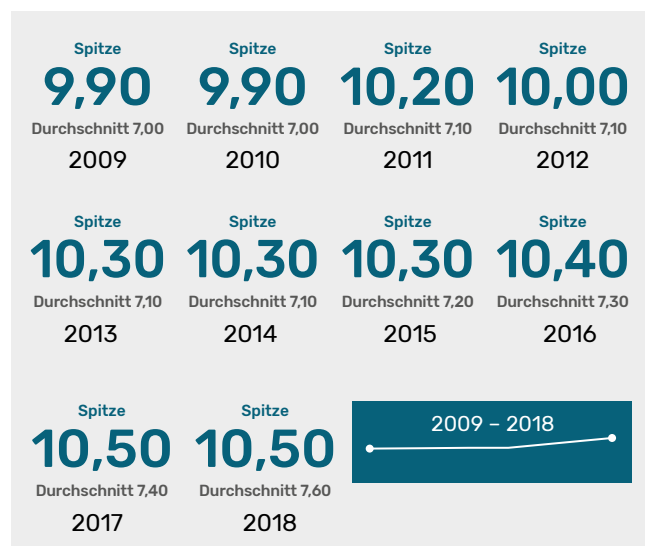 Spitze Spitze Spitze Spitze
9,90 9,90 10,20 10,00
Durchschnitt 7,00 Durchschnitt 7,00 Durchschnitt 7,10 Durchschnitt 7,10
2009 2010 2011 2012
Spitze Spitze Spitze Spitze
10,30 10,30 10,30 10,40
Durchschnitt 7,10 Durchschnitt 7,10 Durchschnitt 7,20 Durchschnitt 7,30
2013 2014 2015 2016
Spitze Spitze
10,50 10,50
Durchschnitt 7,40 Durchschnitt 7,60
2017 2018
2009 – 2018